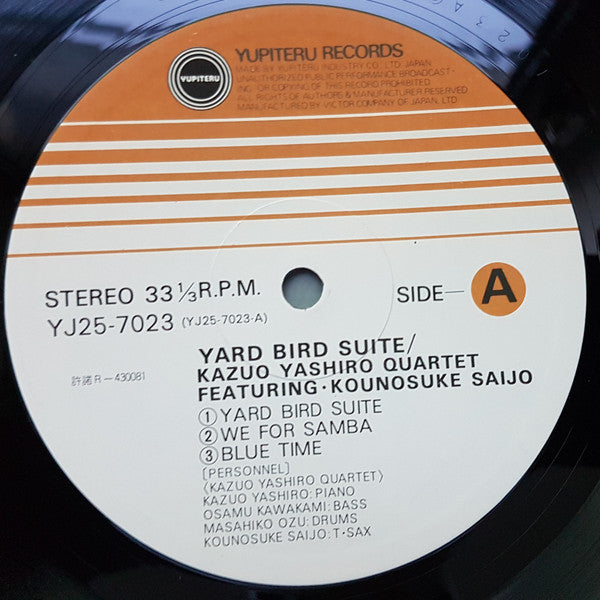 YUPITERU RECORDS
YUPITERU
MADE BY YUPITERU INDUSTRY CO., LTD. JAPAN.
UNAUTHORIZED PUBLIC PERFORMANCE BROADCAST-
ING OR COPYING OF THIS RECORD PROHIBITED
ALL RIGHTS OF AUTHORS & MANUFACTURER RESERVED
MANUFACTURED BY VICTOR COMPANY OF JAPAN, LTD.
STEREO 33 ⅓ R.P.M.
SIDE— A
YJ25-7023 (YJ25-7023-A)
許諾 R—430081
YARD BIRD SUITE/
KAZUO YASHIRO QUARTET
FEATURING・KOUNOSUKE SAIJO
①YARD BIRD SUITE
②WE FOR SAMBA
③BLUE TIME
[PERSONNEL]
〈KAZUO YASHIRO QUARTET〉
KAZUO YASHIRO: PIANO
OSAMU KAWAKAMI: BASS
MASAHIKO OZU: DRUMS
KOUNOSUKE SAIJO: T・SAX